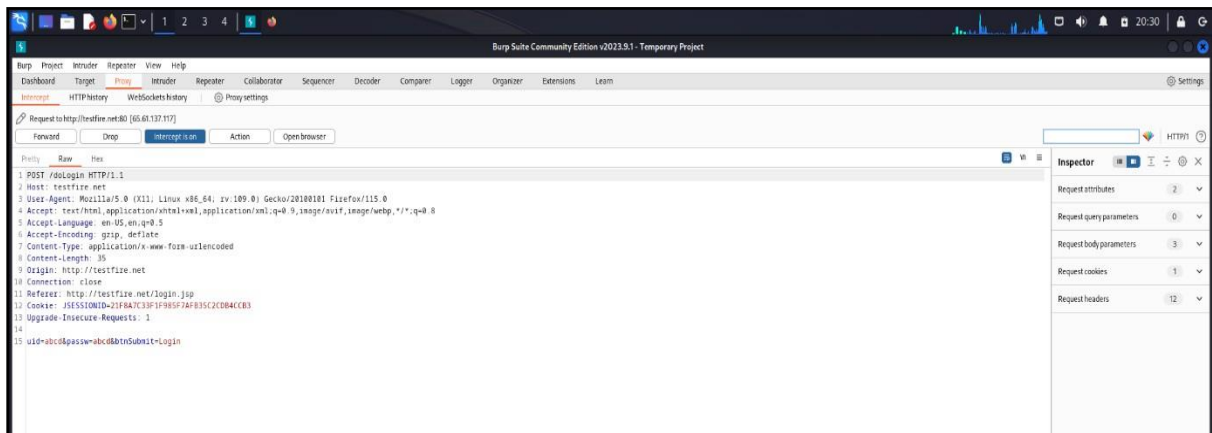 1 2 3 4 20:30
Burp Suite Community Edition v2023.9.1 - Temporary Project
Burp Project Intruder Repeater View Help
Dashboard Target Proxy Intruder Repeater Collaborator Sequencer Decoder Comparer Logger Organizer Extensions Learn Settings
Intercept HTTP history WebSockets history Proxy settings
Request to http://testfire.net:80 [65.61.137.117]
Forward Drop Intercept is on Action Open browser HTTP/1
Pretty Raw Hex \n Inspector
1 POST /doLogin HTTP/1.1
2 Host: testfire.net
3 User-Agent: Mozilla/5.0 (X11; Linux x86_64; rv:109.0) Gecko/20100101 Firefox/115.0
4 Accept: text/html,application/xhtml+xml,application/xml;q=0.9,image/avif,image/webp,*/*;q=0.8
5 Accept-Language: en-US,en;q=0.5
6 Accept-Encoding: gzip, deflate
7 Content-Type: application/x-www-form-urlencoded
8 Content-Length: 35
9 Origin: http://testfire.net
10 Connection: close
11 Referer: http://testfire.net/login.jsp
12 Cookie: JSESSIONID=21F8A7C33F1F985F7AFB35C2CDB4CCB3
13 Upgrade-Insecure-Requests: 1
14
15 uid=abcd&passw=abcd&btnSubmit=Login
Request attributes 2
Request query parameters 0
Request body parameters 3
Request cookies 1
Request headers 12